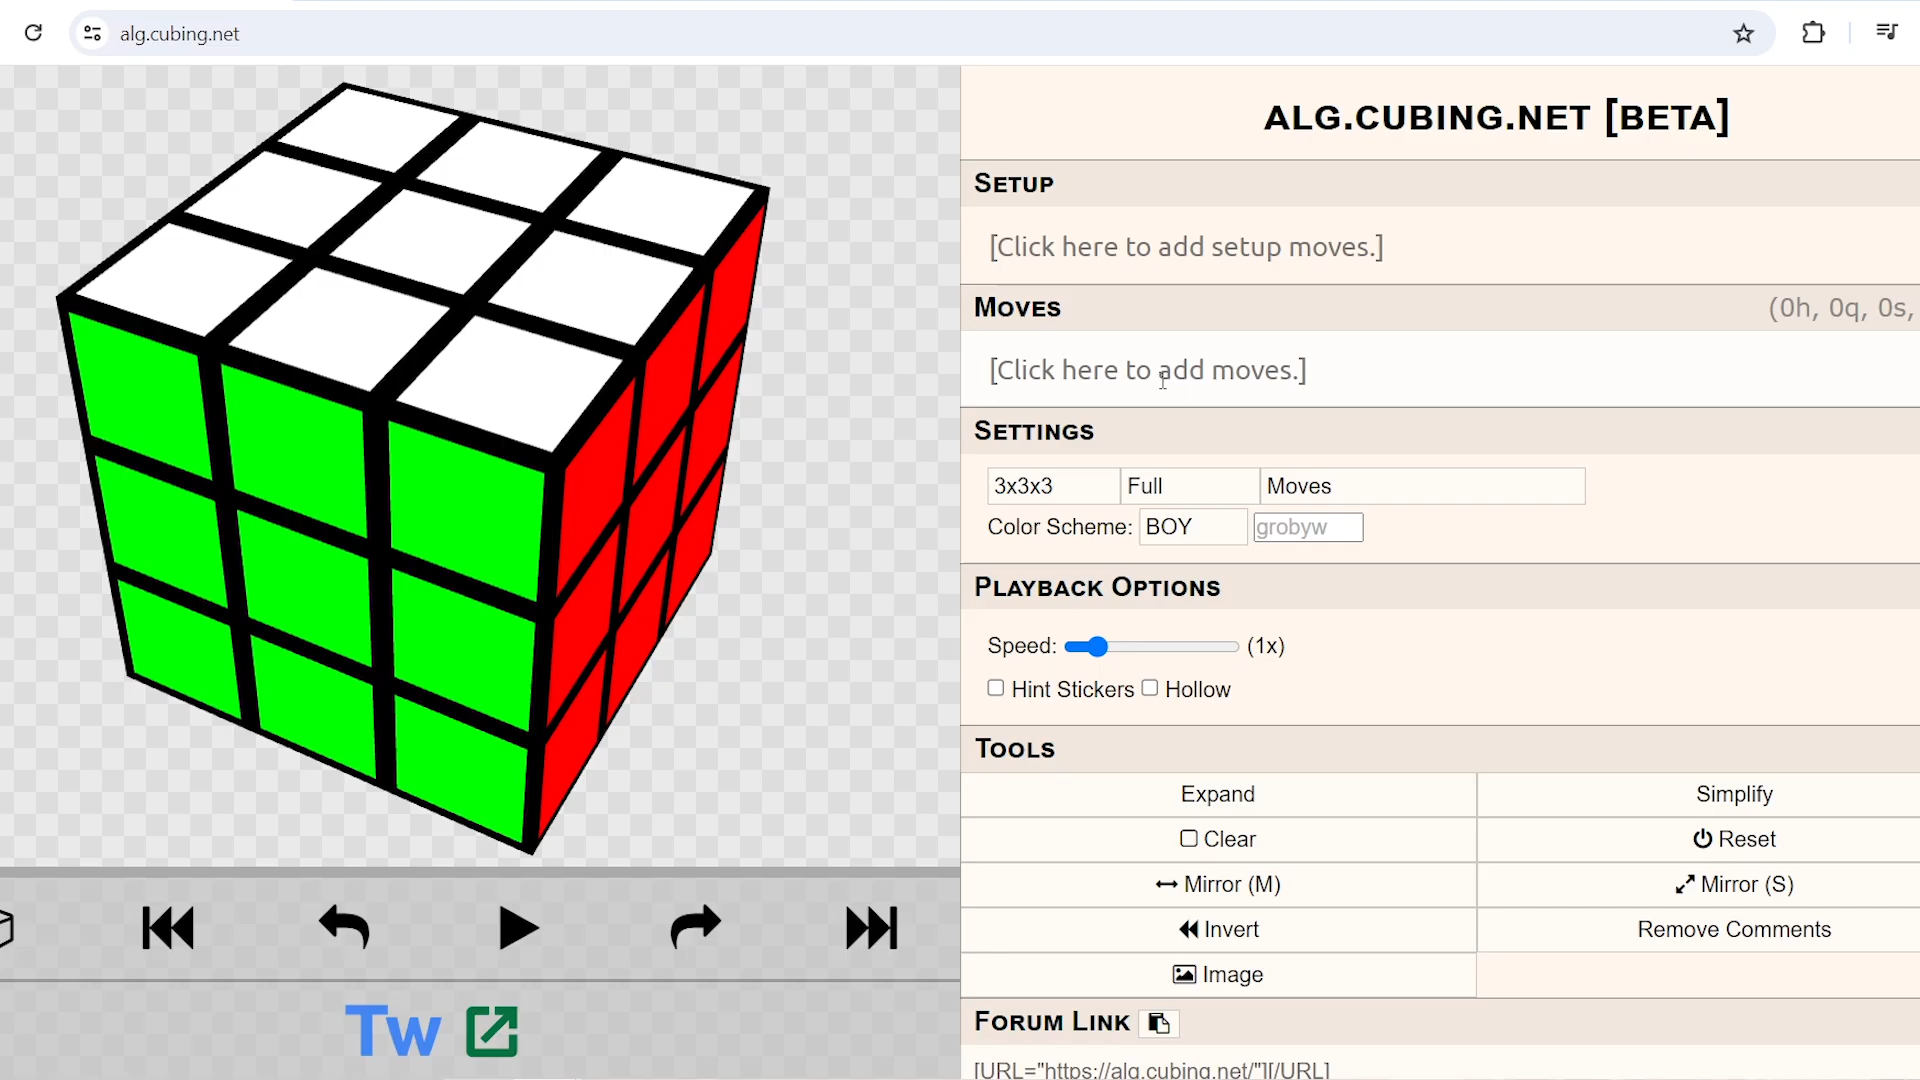 alg.cubing.net
ALG.CUBING.NET [BETA]
SETUP
[Click here to add setup moves.]
MOVES (0h, 0q, 0s,
[Click here to add moves.]
SETTINGS
3x3x3 Full Moves
Color Scheme: BOY grobyw
PLAYBACK OPTIONS
Speed: (1x)
Hint Stickers Hollow
TOOLS
Expand Simplify
Clear Reset
Mirror (M) Mirror (S)
Invert Remove Comments
Image
FORUM LINK
[URL="https://alg.cubing.net/"][/URL]
Tw